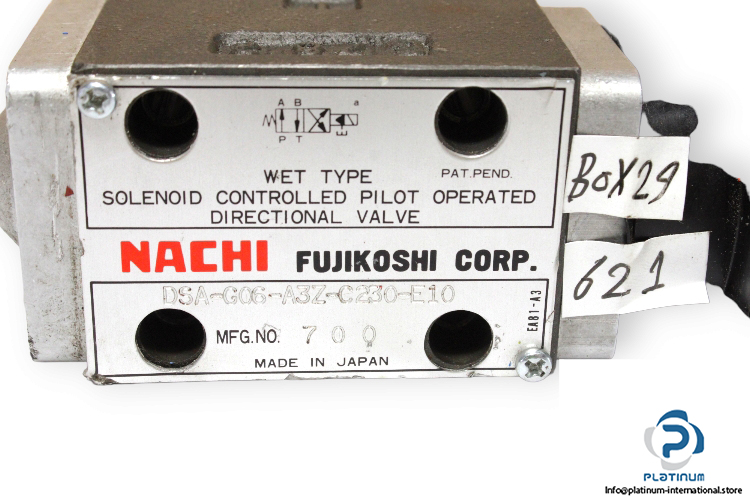 A B a
P T E
WET TYPE
PAT.PEND.
SOLENOID CONTROLLED PILOT OPERATED
DIRECTIONAL VALVE
NACHI FUJIKOSHI CORP.
DSA-G06-A3Z-C230-E10
MFG.NO. 700
MADE IN JAPAN
EAB1-A3
BOX29
621
PLATINUM
Info@platinum-international.store